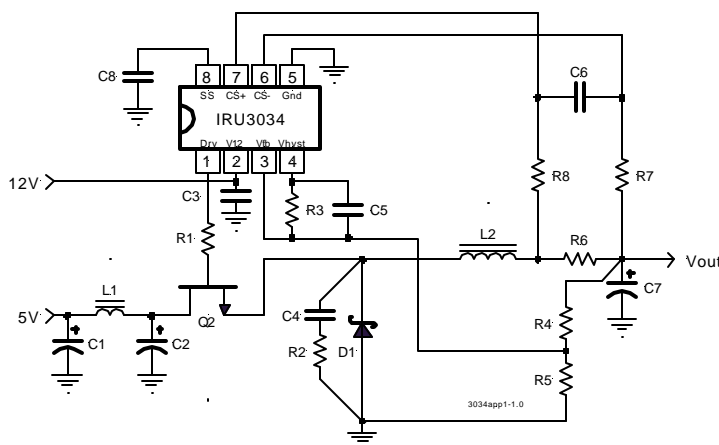 C8
8 7 6 5
SS CS+ CS- Gnd
IRU3034
Drv V12 Vfb Vhyst
1 2 3 4
C6
R8 R7
12V
C3
R3 C5
R1
L2
R6
Vout
C7
L1
5V
Q2
C4
R4
C1 C2
R2 D1
R5
3034app1-1.0